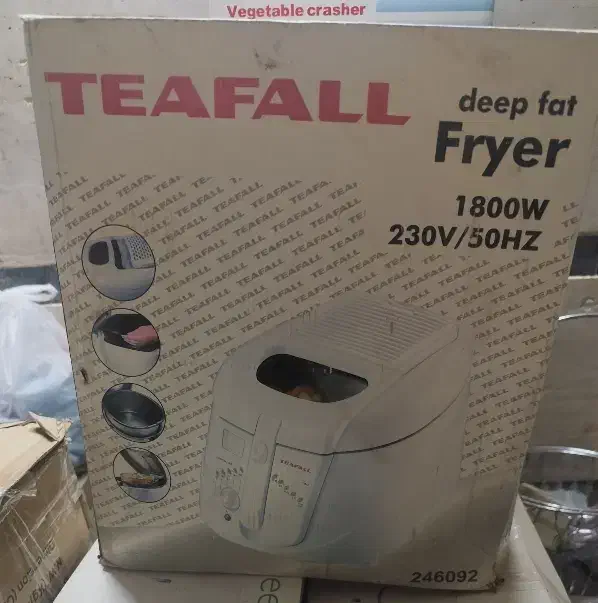 Vegetable crasher
TEAFALL
deep fat
Fryer
1800W
230V/50HZ
TEAFALL
246092